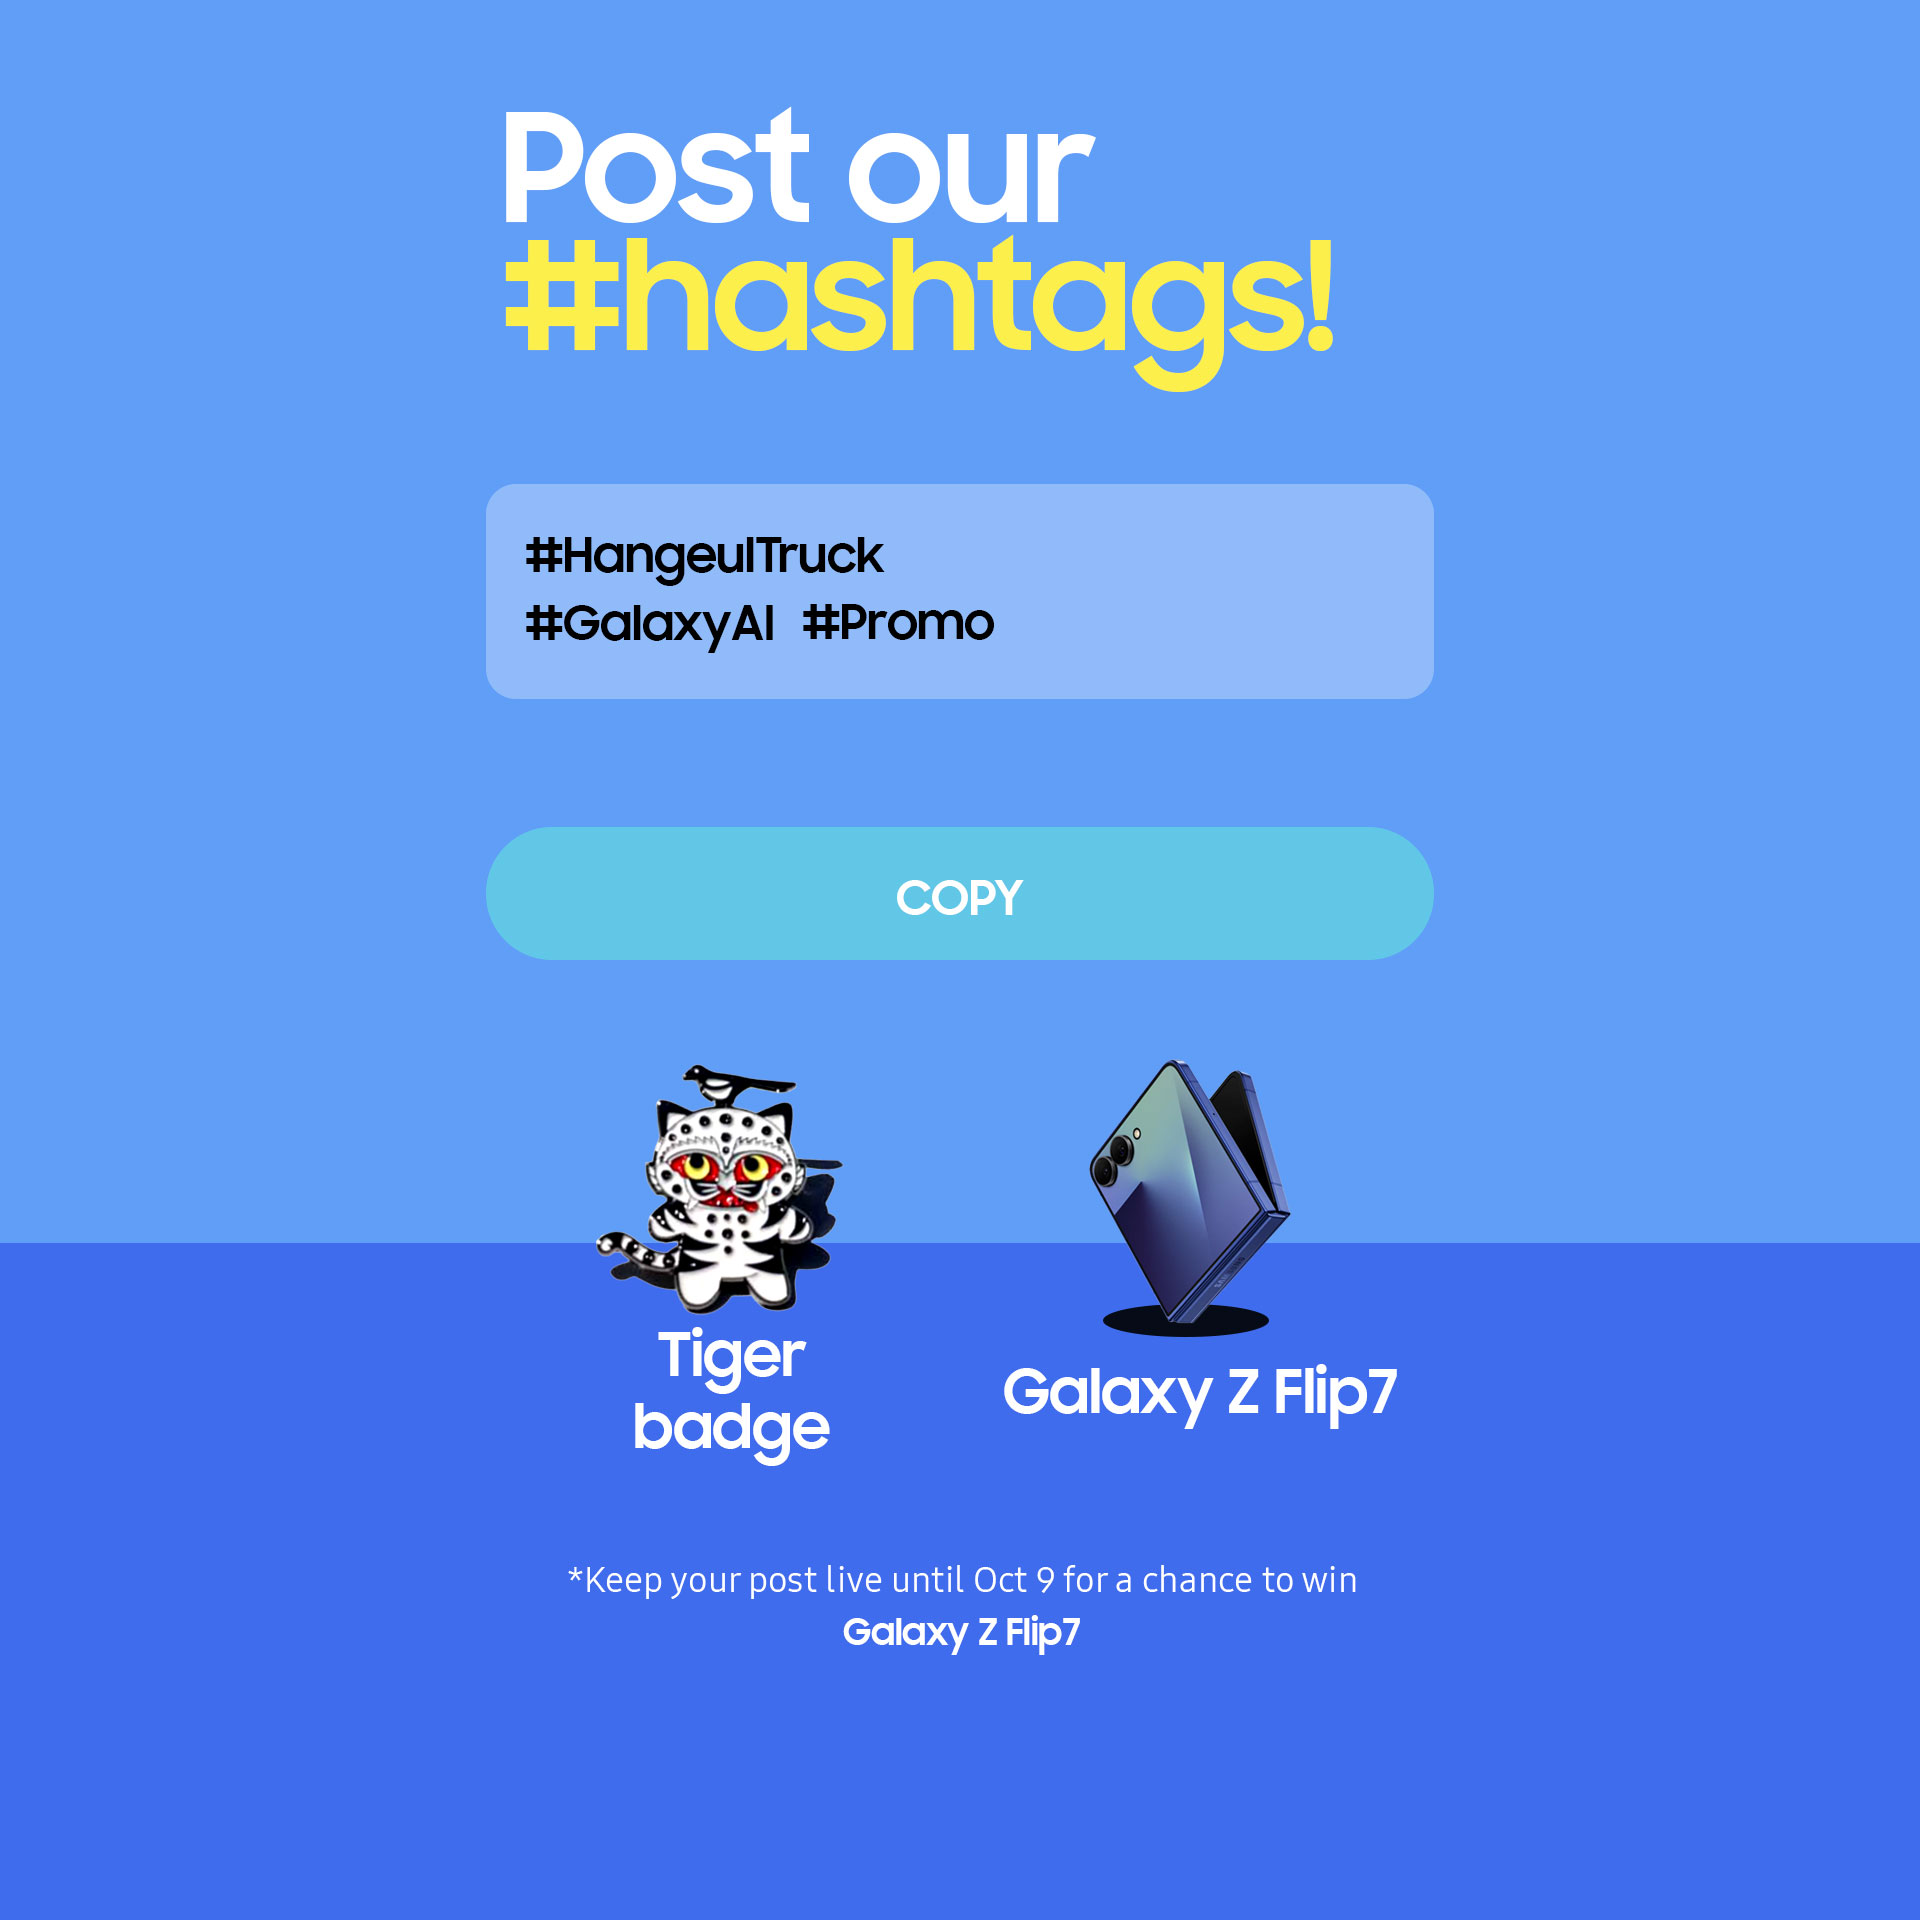 Post our
#hashtags!
#HangeulTruck
#GalaxyAI #Promo
COPY
Tiger
badge
Galaxy Z Flip7
*Keep your post live until Oct 9 for a chance to win
Galaxy Z Flip7